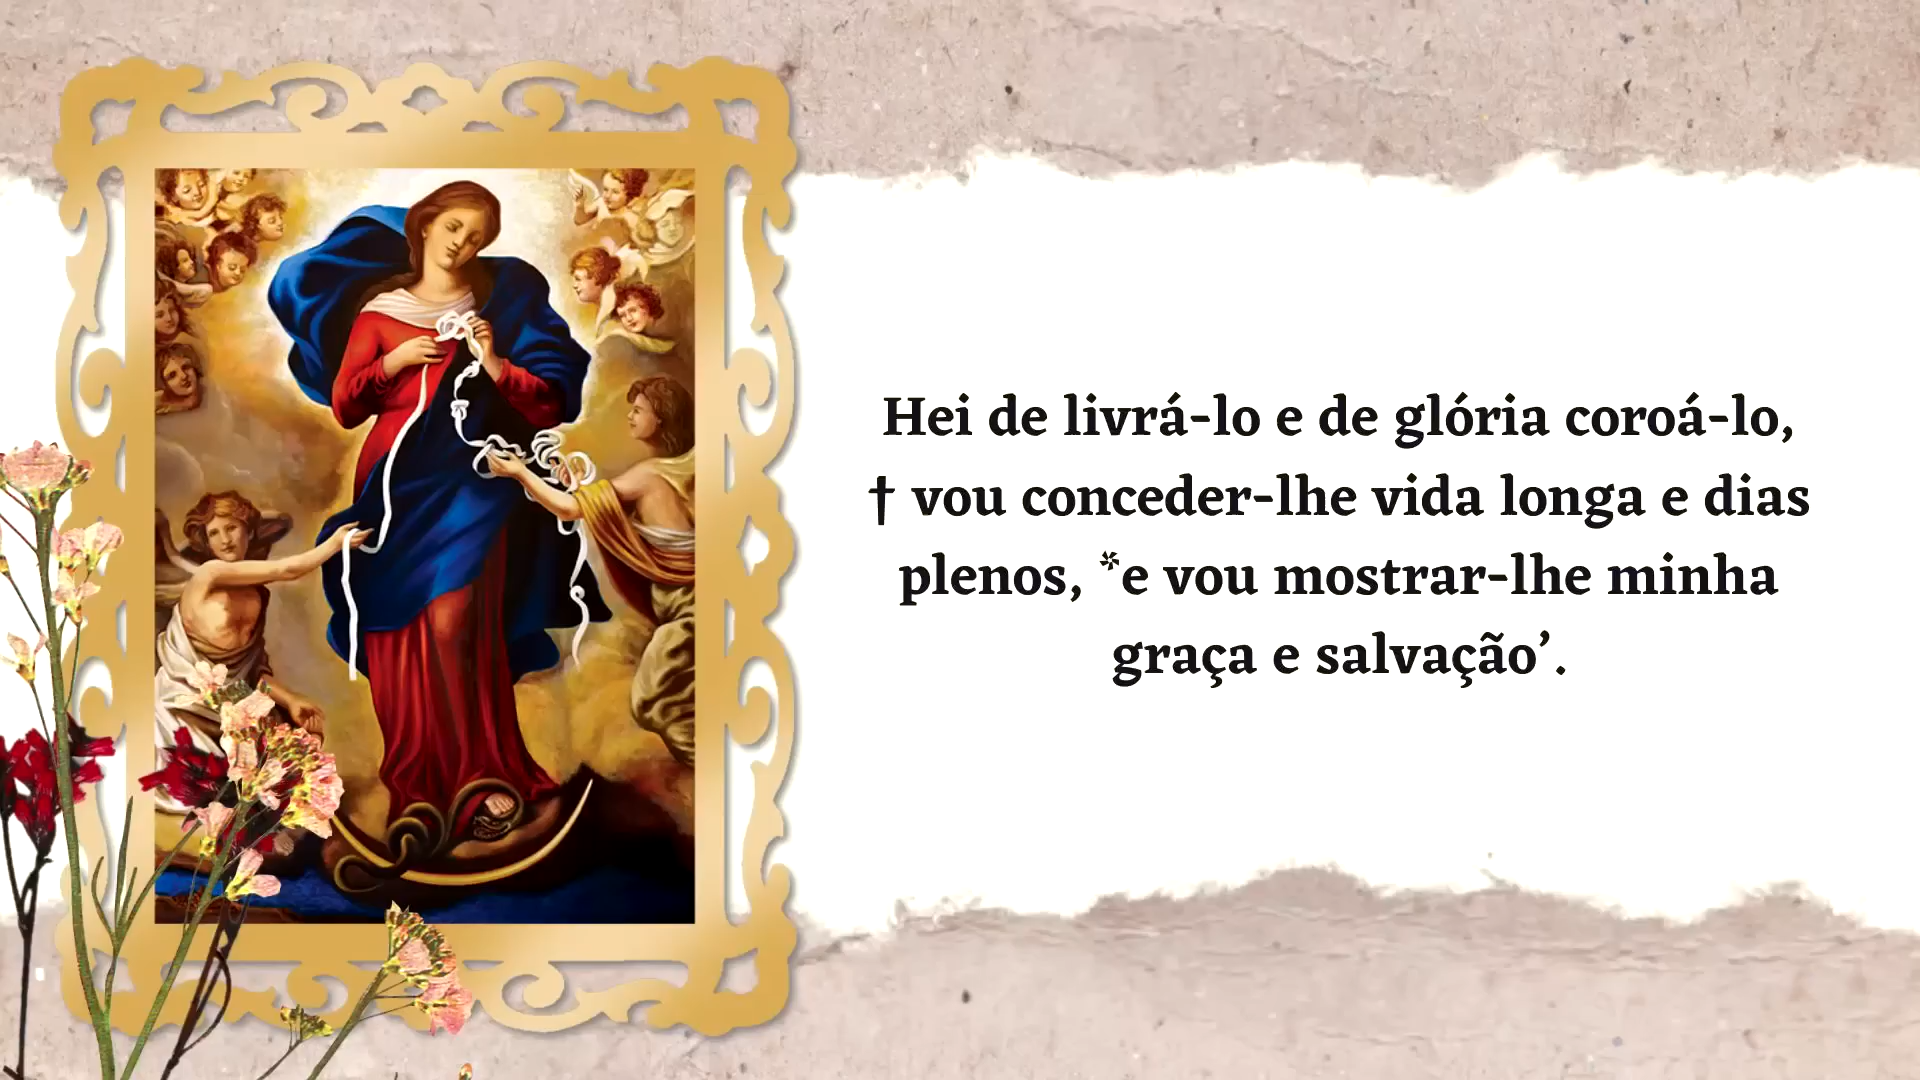 Hei de livrá-lo e de glória coroá-lo,
† vou conceder-lhe vida longa e dias
plenos, *e vou mostrar-lhe minha
graça e salvação’.